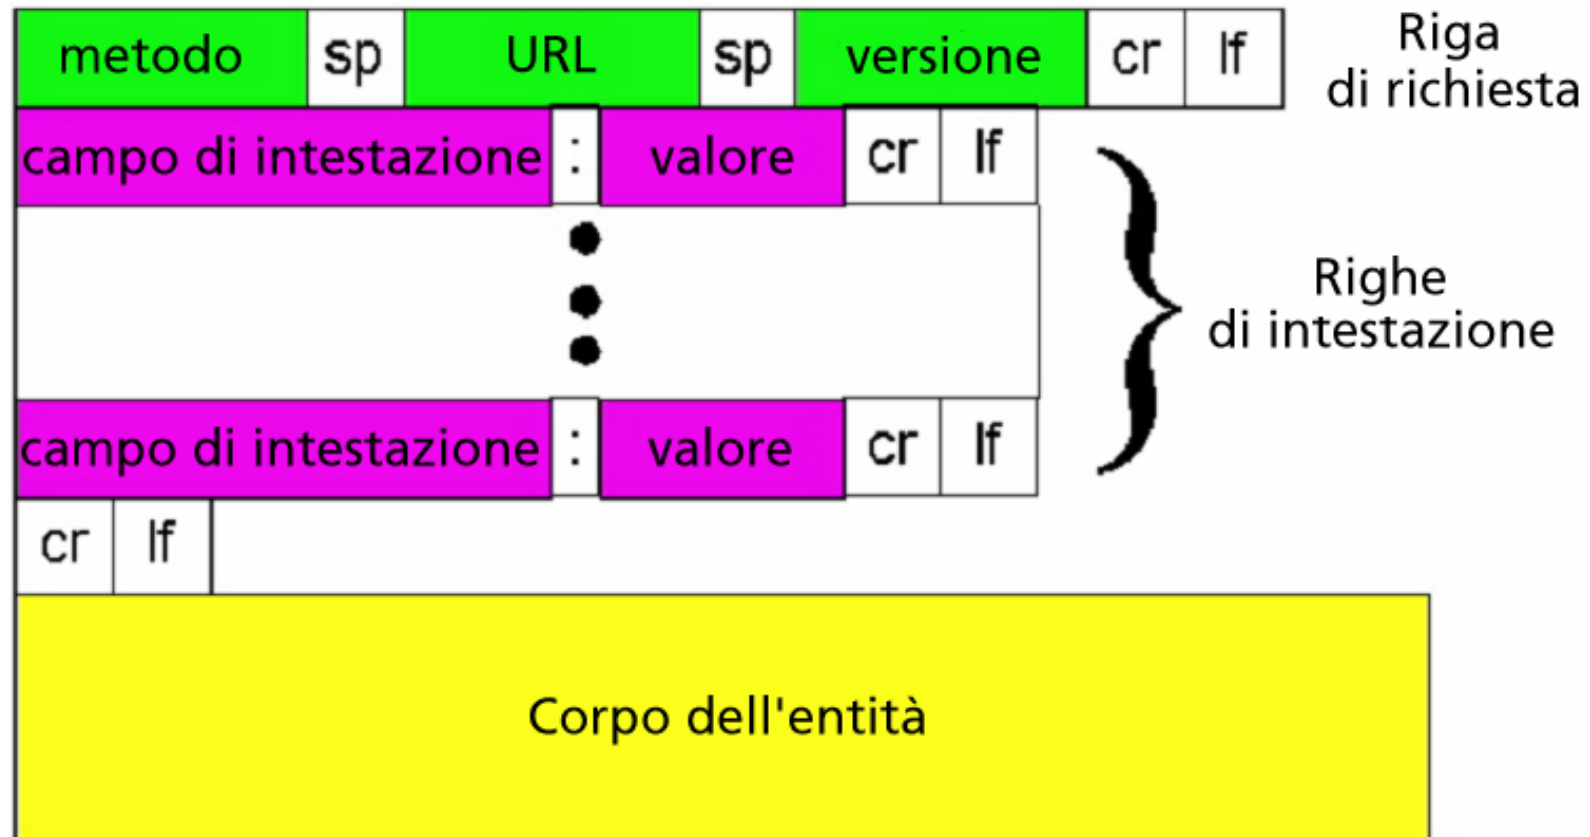 metodo sp URL sp versione cr lf
Riga
di richiesta
campo di intestazione : valore cr lf
Righe
di intestazione
campo di intestazione : valore cr lf
cr lf
Corpo dell'entità